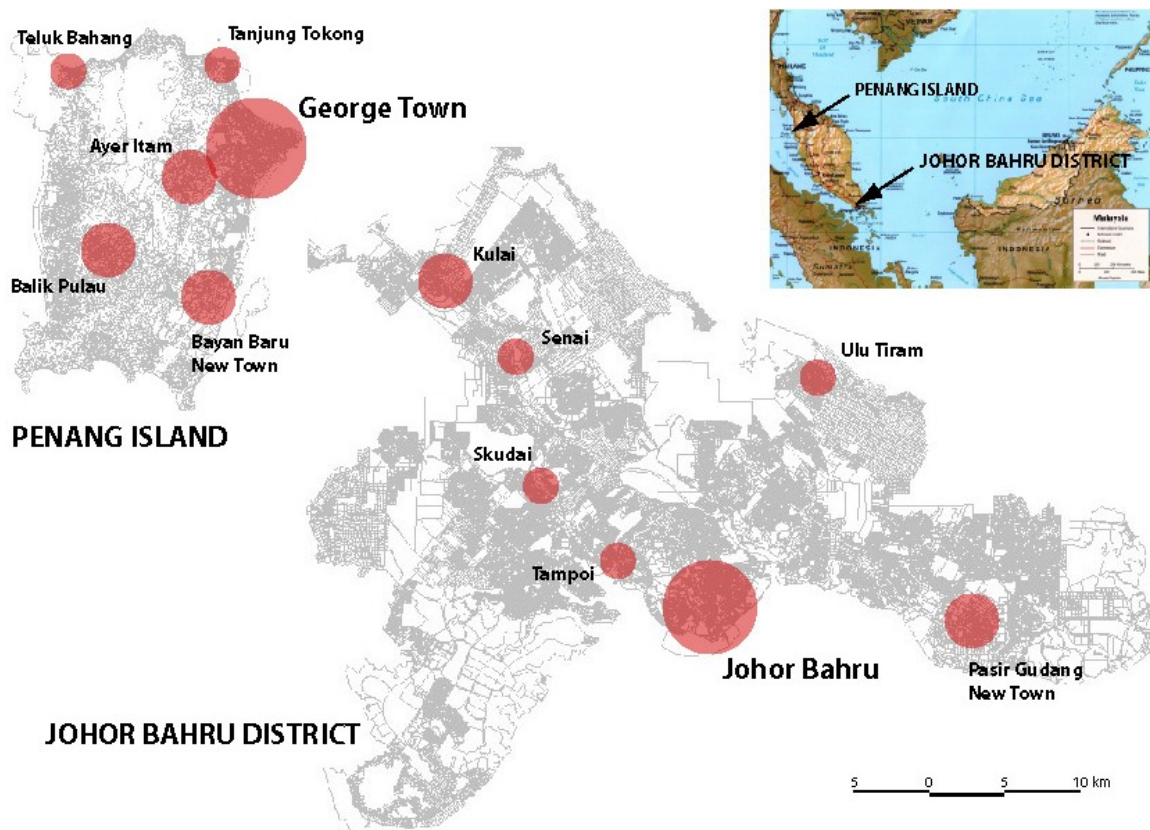 Teluk Bahang
Tanjung Tokong
George Town
Ayer Itam
Balik Pulau
Bayan Baru
New Town
PENANG ISLAND
PENANG ISLAND
South China Sea
JOHOR BAHRU DISTRICT
INDONESIA
Sumatra
INDONESIA
Malaysia
Kulai
Senai
Ulu Tiram
Skudai
Tampoi
Johor Bahru
Pasir Gudang
New Town
JOHOR BAHRU DISTRICT
5 0 5 10 km